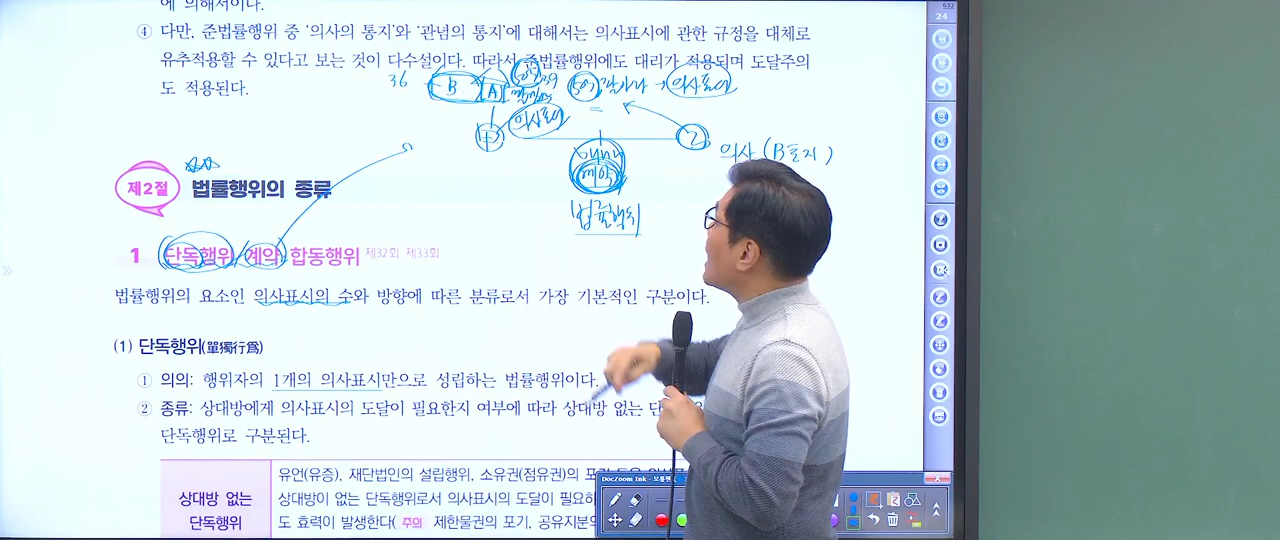 에 의해서이다.
④ 다만, 준법률행위 중 '의사의 통지'와 '관념의 통지'에 대해서는 의사표시에 관한 규정을 대체로
유추적용할 수 있다고 보는 것이 다수설이다. 따라서 준법률행위에도 대리가 적용되며 도달주의
도 적용된다.
36 B A 50억 50억 의사표시
의사표시
甲 乙
의사 (B토지)
계약
법률행위
제2절 법률행위의 종류
1 단독행위, 계약, 합동행위 제32회, 제33회
법률행위의 요소인 의사표시의 수와 방향에 따른 분류로서 가장 기본적인 구분이다.
(1) 단독행위(單獨行爲)
① 의의: 행위자의 1개의 의사표시만으로 성립하는 법률행위이다.
② 종류: 상대방에게 의사표시의 도달이 필요한지 여부에 따라 상대방 없는
단독행위로 구분된다.
상대방 없는
단독행위
유언(유증), 재단법인의 설립행위, 소유권(점유권)의
상대방이 없는 단독행위로서 의사표시의 도달이
도 효력이 발생한다( 주의 제한물권의 포기,
632
24
DocZoom Ink -